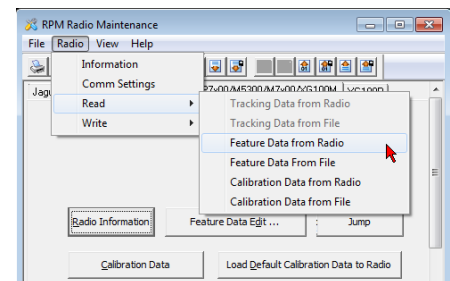 RPM Radio Maintenance
File Radio View Help
Information
Comm Settings
Read
Write
Tracking Data from Radio
Tracking Data from File
Feature Data from Radio
Feature Data From File
Calibration Data from Radio
Calibration Data from File
Radio Information
Feature Data Edit ...
Jump
Calibration Data
Load Default Calibration Data to Radio